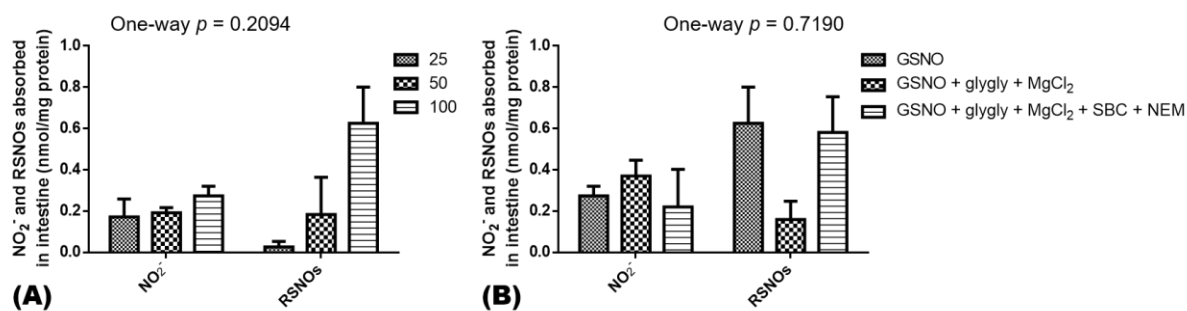 One-way p = 0.2094
NO₂⁻ and RSNOs absorbed
in intestine (nmol/mg protein)
1.0
0.8
0.6
0.4
0.2
0.0
NO₂⁻
RSNOs
25
50
100
(A)
One-way p = 0.7190
NO₂⁻ and RSNOs absorbed
in intestine (nmol/mg protein)
1.0
0.8
0.6
0.4
0.2
0.0
NO₂⁻
RSNOs
GSNO
GSNO + glygly + MgCl₂
GSNO + glygly + MgCl₂ + SBC + NEM
(B)